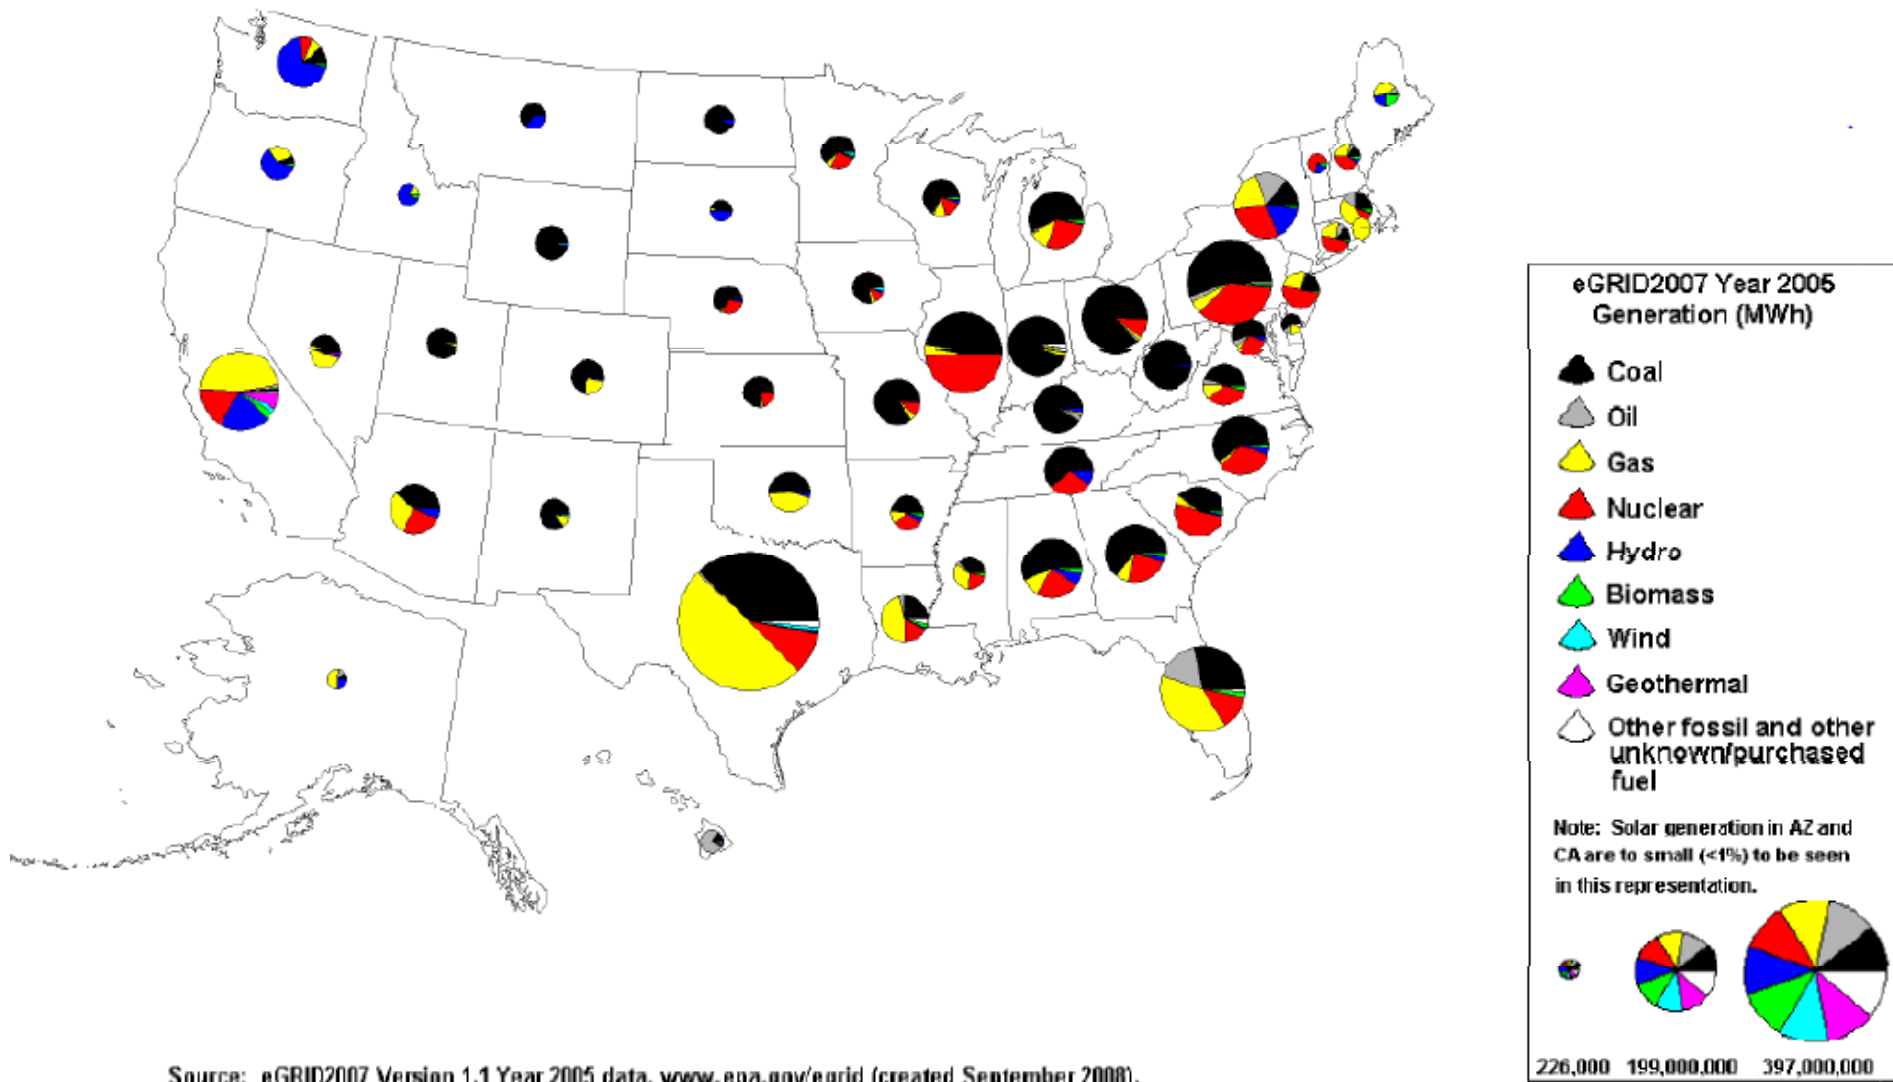 eGRID2007 Year 2005
Generation (MWh)
Coal
Oil
Gas
Nuclear
Hydro
Biomass
Wind
Geothermal
Other fossil and other
unknown/purchased
fuel
Note: Solar generation in AZ and
CA are to small (<1%) to be seen
in this representation.
226,000 199,000,000 397,000,000
Source: eGRID2007 Version 1.1 Year 2005 data, www.epa.gov/egrid (created September 2008).